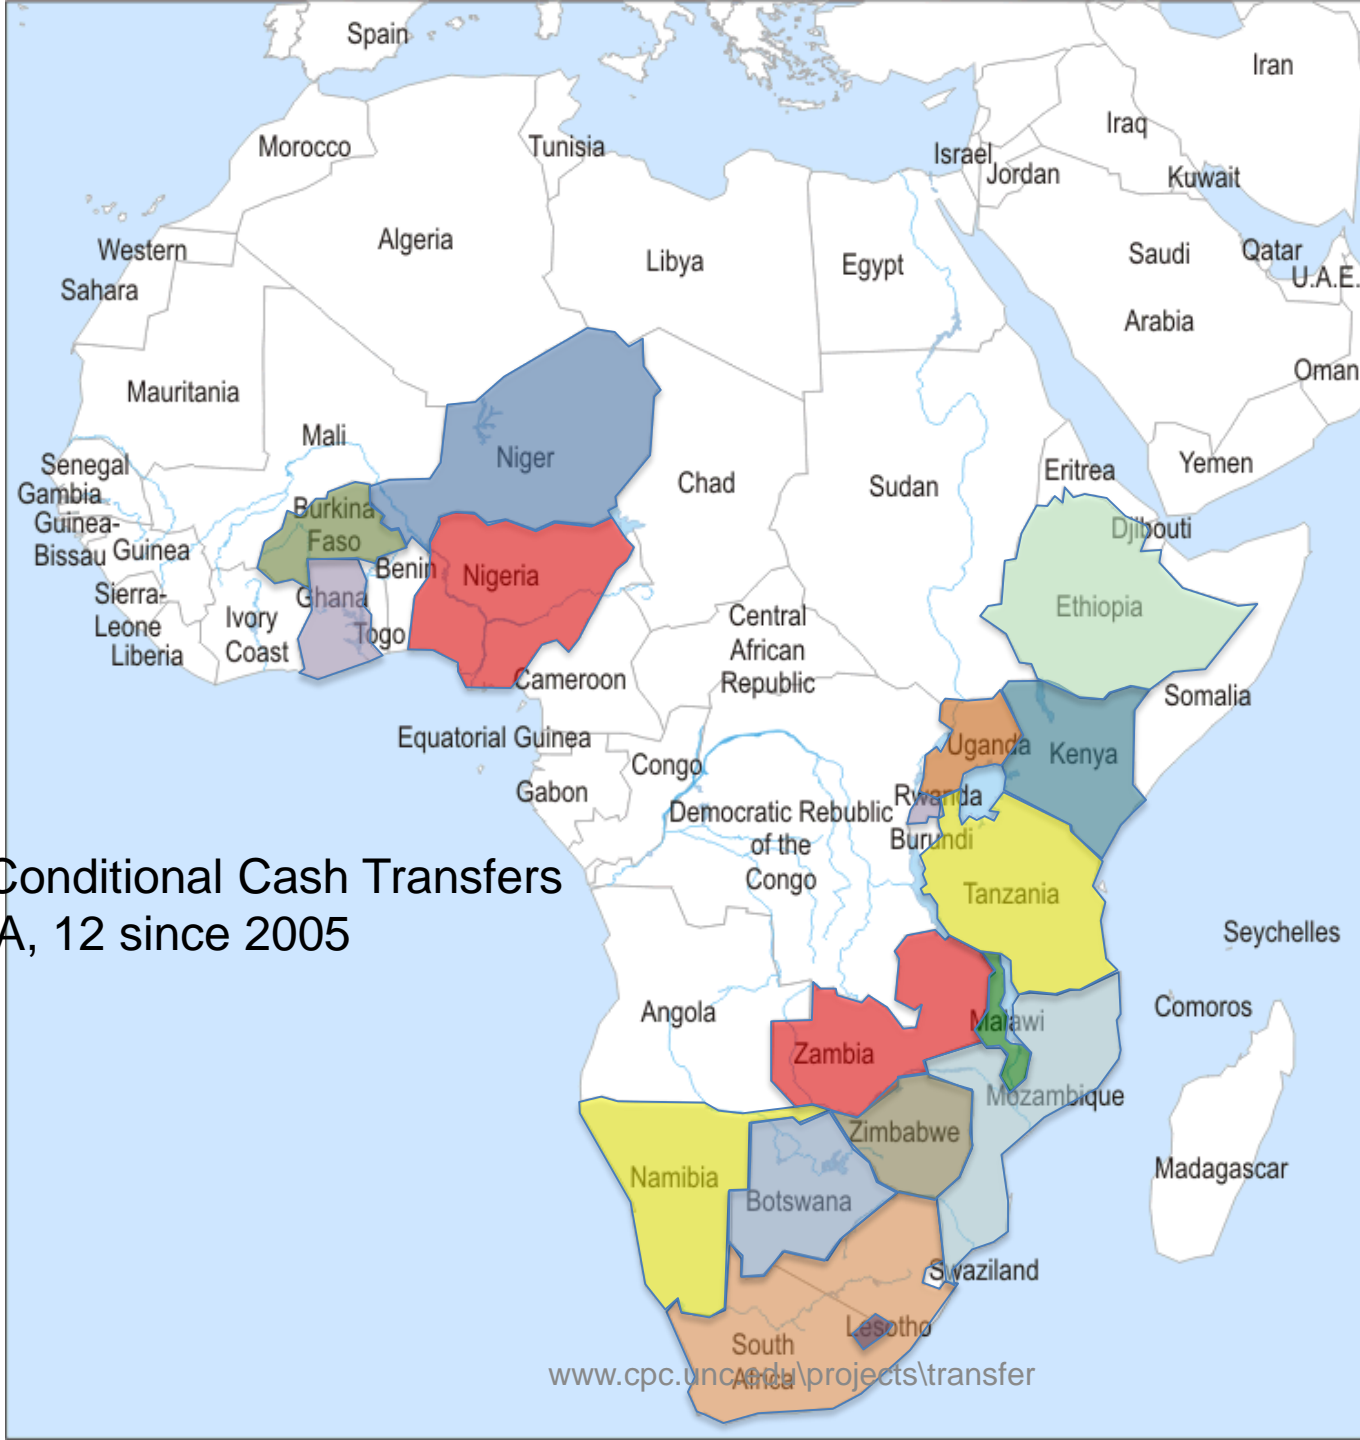 Spain
Iran
Morocco
Tunisia
Iraq
Israel
Jordan
Kuwait
Western
Sahara
Algeria
Libya
Egypt
Saudi
Arabia
Qatar
U.A.E.
Oman
Mauritania
Mali
Niger
Chad
Sudan
Eritrea
Yemen
Senegal
Gambia
Guinea-
Bissau
Guinea
Burkina
Faso
Benin
Nigeria
Djibouti
Sierra-
Leone
Liberia
Ivory
Coast
Ghana
Togo
Central
African
Republic
Ethiopia
Cameroon
Somalia
Equatorial Guinea
Uganda
Kenya
Congo
Gabon
Rwanda
Democratic Rebublic
of the
Congo
Burundi
Conditional Cash Transfers
A, 12 since 2005
Tanzania
Seychelles
Angola
Zambia
Malawi
Comoros
Mozambique
Zimbabwe
Namibia
Botswana
Madagascar
Swaziland
Lesotho
South
Africa
www.cpc.unc.edu\projects\transfer